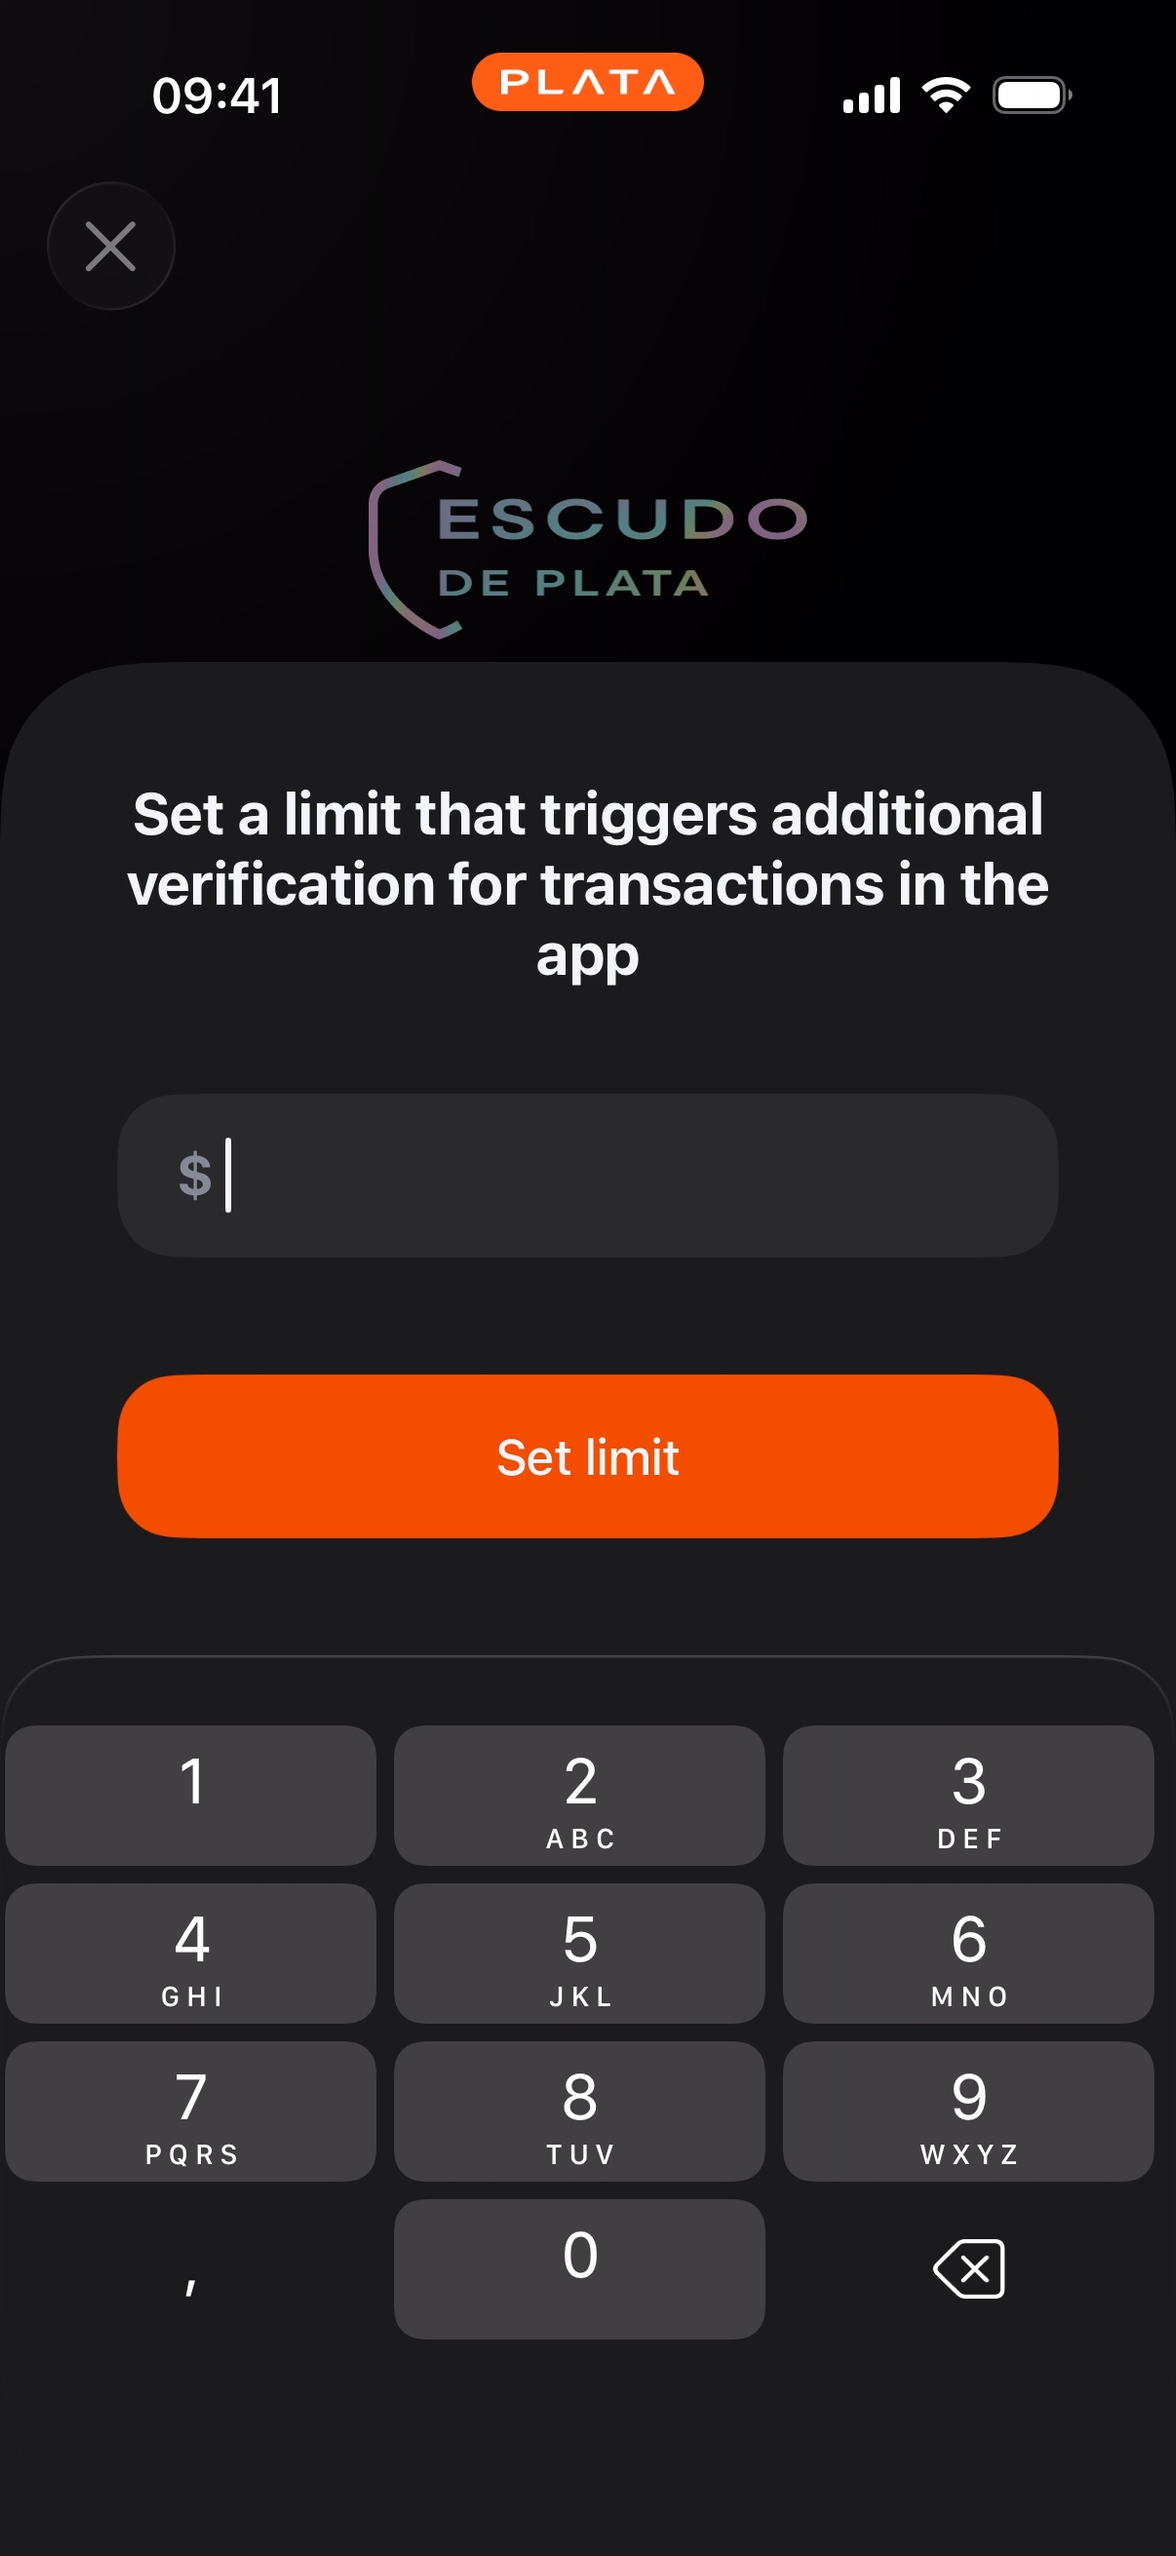 09:41
PLATA
ESCUDO
DE PLATA
Set a limit that triggers additional
verification for transactions in the
app
$
Set limit
1
2
ABC
3
DEF
4
GHI
5
JKL
6
MNO
7
PQRS
8
TUV
9
WXYZ
,
0